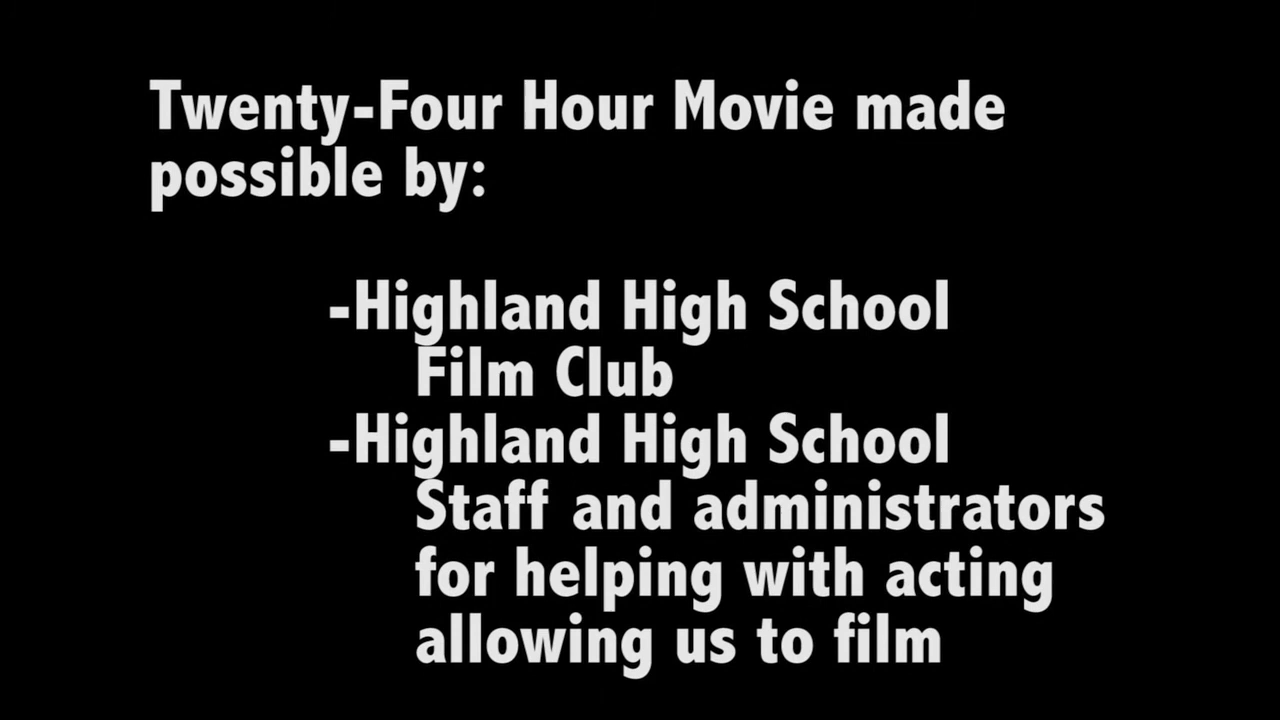 Twenty-Four Hour Movie made
possible by:
-Highland High School
Film Club
-Highland High School
Staff and administrators
for helping with acting
allowing us to film